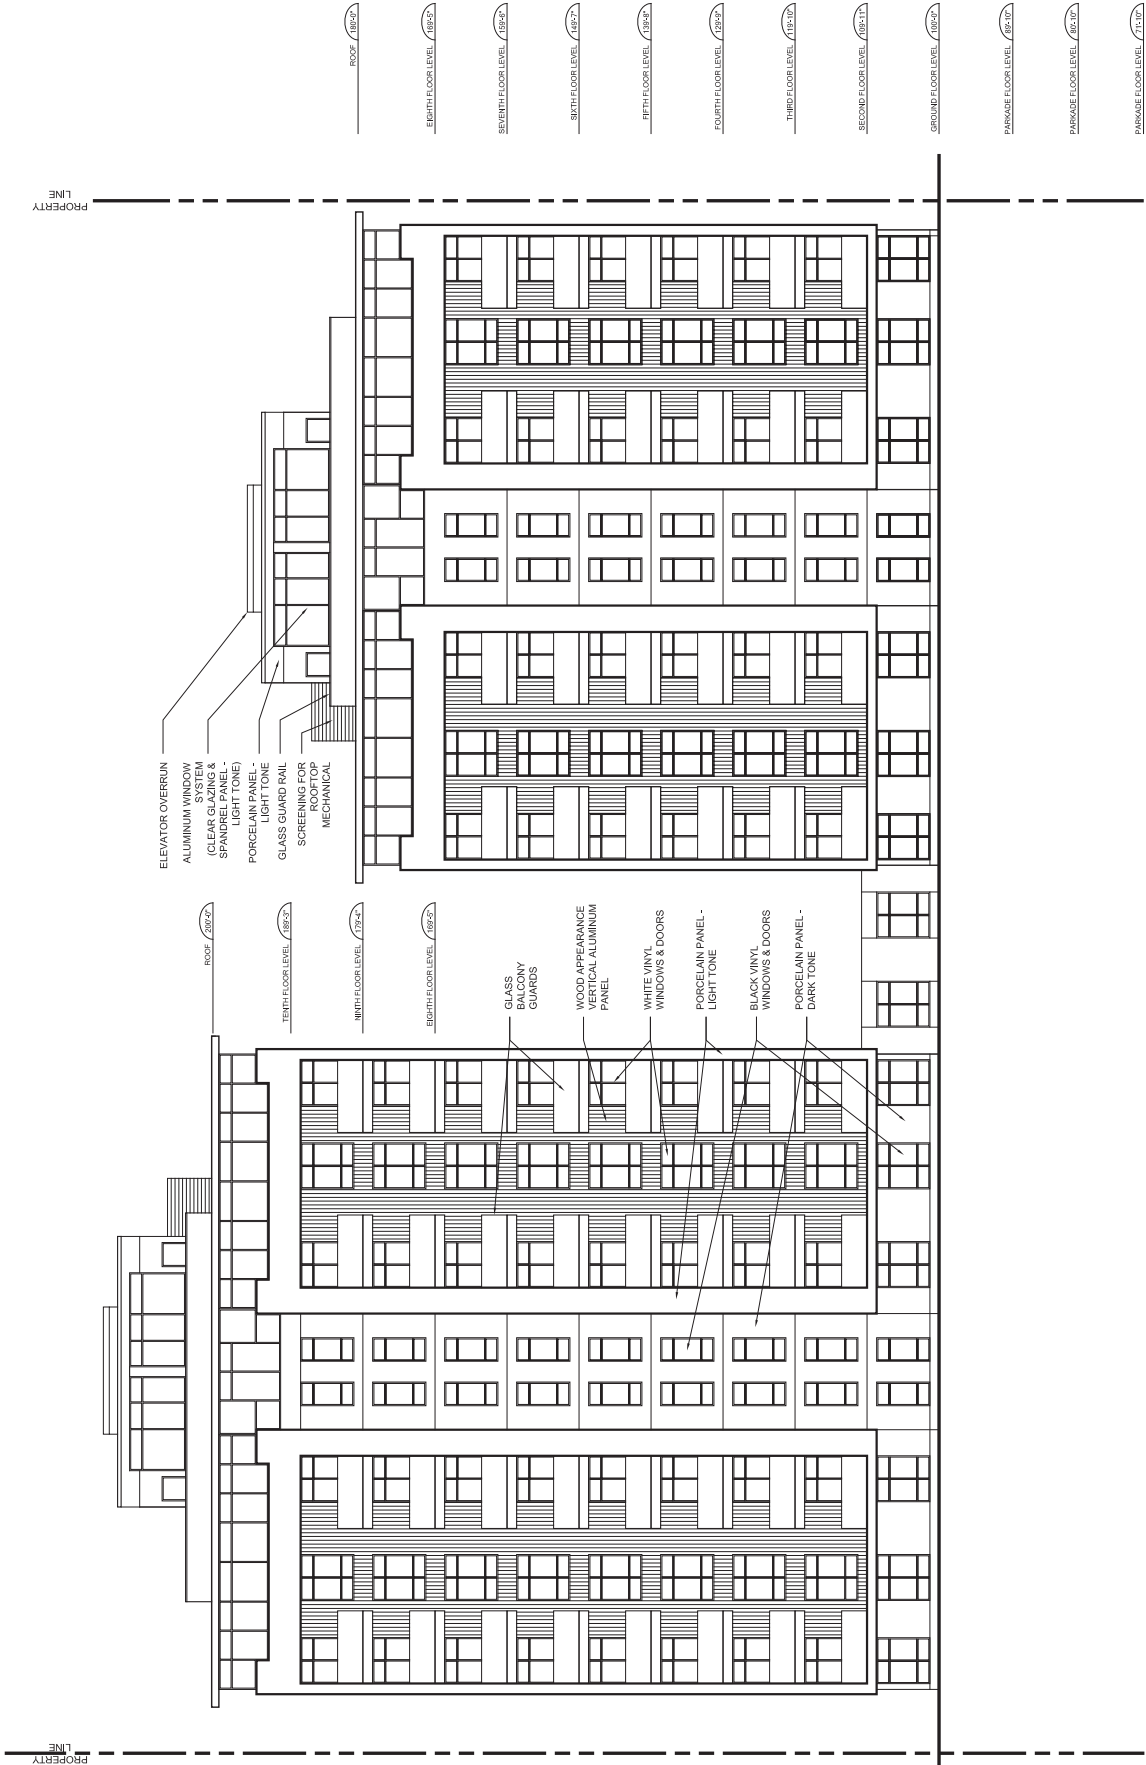 PROPERTY
LINE
ROOF 180'-0"
EIGHTH FLOOR LEVEL 169'-5"
SEVENTH FLOOR LEVEL 159'-6"
SIXTH FLOOR LEVEL 149'-7"
FIFTH FLOOR LEVEL 139'-8"
FOURTH FLOOR LEVEL 129'-9"
THIRD FLOOR LEVEL 119'-10"
SECOND FLOOR LEVEL 109'-11"
GROUND FLOOR LEVEL 100'-0"
PARKADE FLOOR LEVEL 89'-10"
PARKADE FLOOR LEVEL 80'-10"
PARKADE FLOOR LEVEL 71'-10"
ELEVATOR OVERRUN
ALUMINUM WINDOW
SYSTEM
(CLEAR GLAZING &
SPANDREL PANEL -
LIGHT TONE)
PORCELAIN PANEL -
LIGHT TONE
GLASS GUARD RAIL
SCREENING FOR
ROOFTOP
MECHANICAL
ROOF 200'-0"
TENTH FLOOR LEVEL 189'-3"
NINTH FLOOR LEVEL 179'-4"
EIGHTH FLOOR LEVEL 169'-5"
GLASS
BALCONY
GUARDS
WOOD APPEARANCE
VERTICAL ALUMINUM
PANEL
WHITE VINYL
WINDOWS & DOORS
PORCELAIN PANEL -
LIGHT TONE
BLACK VINYL
WINDOWS & DOORS
PORCELAIN PANEL -
DARK TONE
PROPERTY
LINE